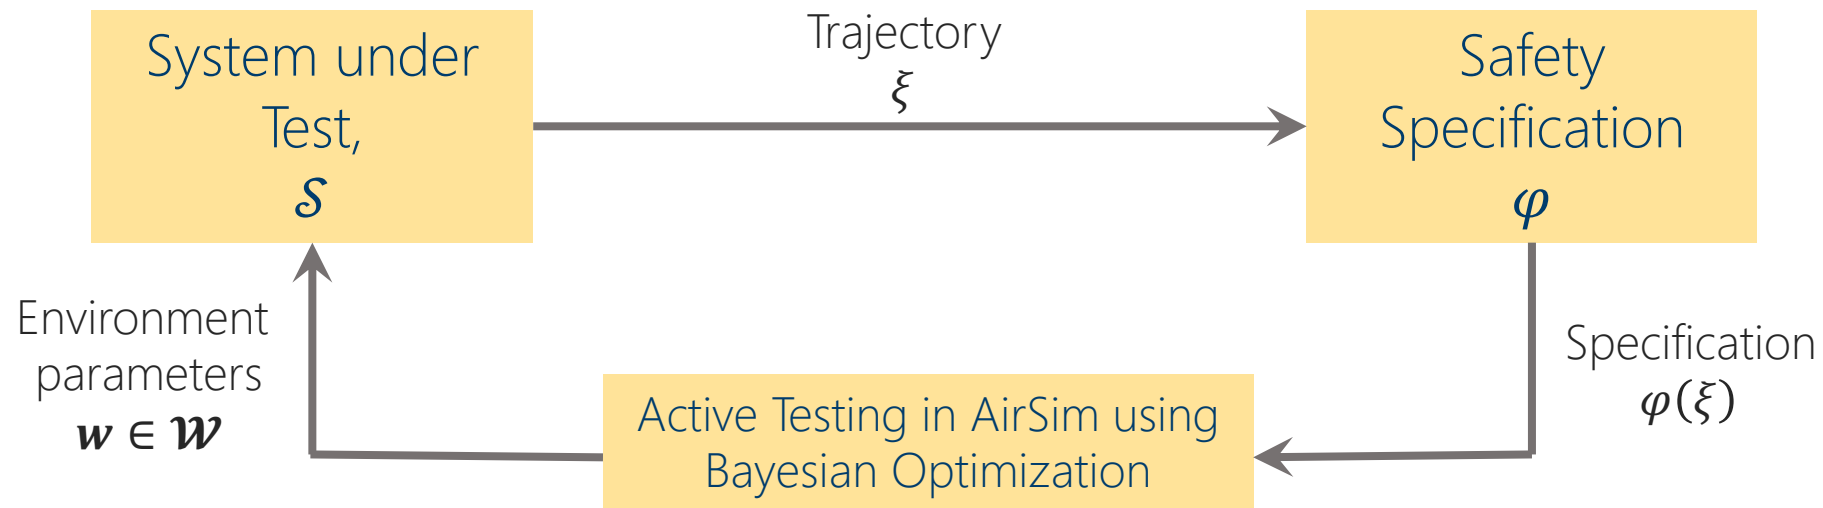 System under
Test,
𝒮
Trajectory
ξ
Safety
Specification
φ
Environment
parameters
w ∈ 𝓦
Active Testing in AirSim using
Bayesian Optimization
Specification
φ(ξ)